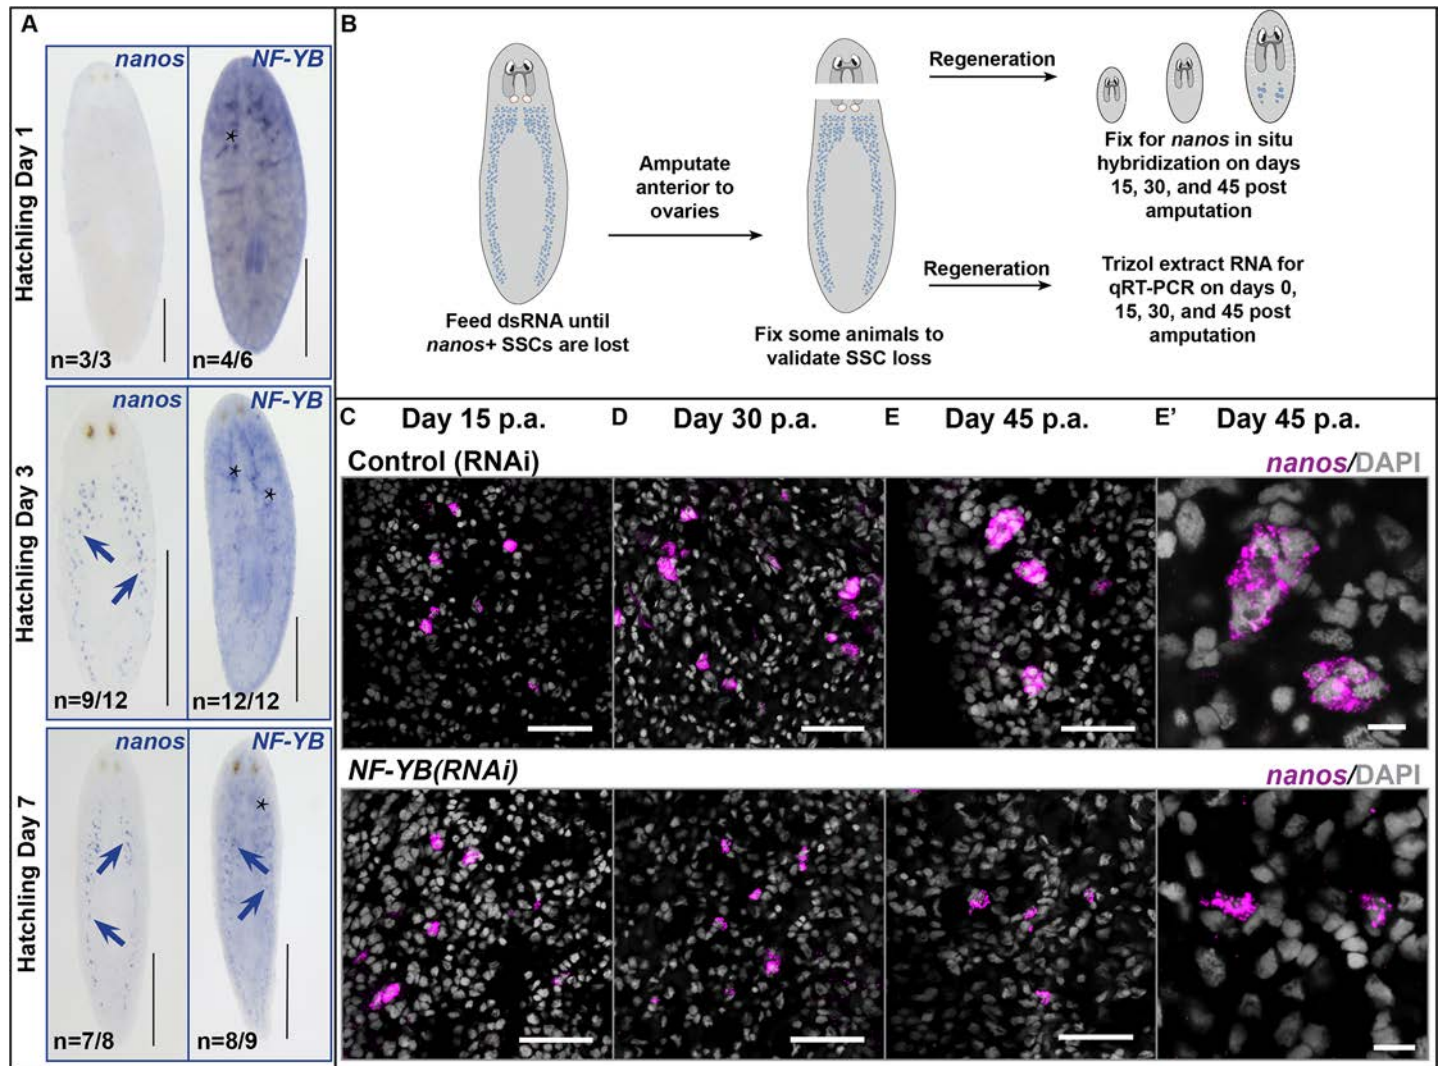 A
nanos
NF-YB
Hatchling Day 1
*
n=3/3
n=4/6
nanos
NF-YB
Hatchling Day 3
*
*
n=9/12
n=12/12
nanos
NF-YB
Hatchling Day 7
*
n=7/8
n=8/9
B
Feed dsRNA until
nanos+ SSCs are lost
Amputate
anterior to
ovaries
Fix some animals to
validate SSC loss
Regeneration
Fix for nanos in situ
hybridization on days
15, 30, and 45 post
amputation
Regeneration
Trizol extract RNA for
qRT-PCR on days 0,
15, 30, and 45 post
amputation
C Day 15 p.a.
D Day 30 p.a.
E Day 45 p.a.
E' Day 45 p.a.
Control (RNAi)
nanos/DAPI
NF-YB(RNAi)
nanos/DAPI